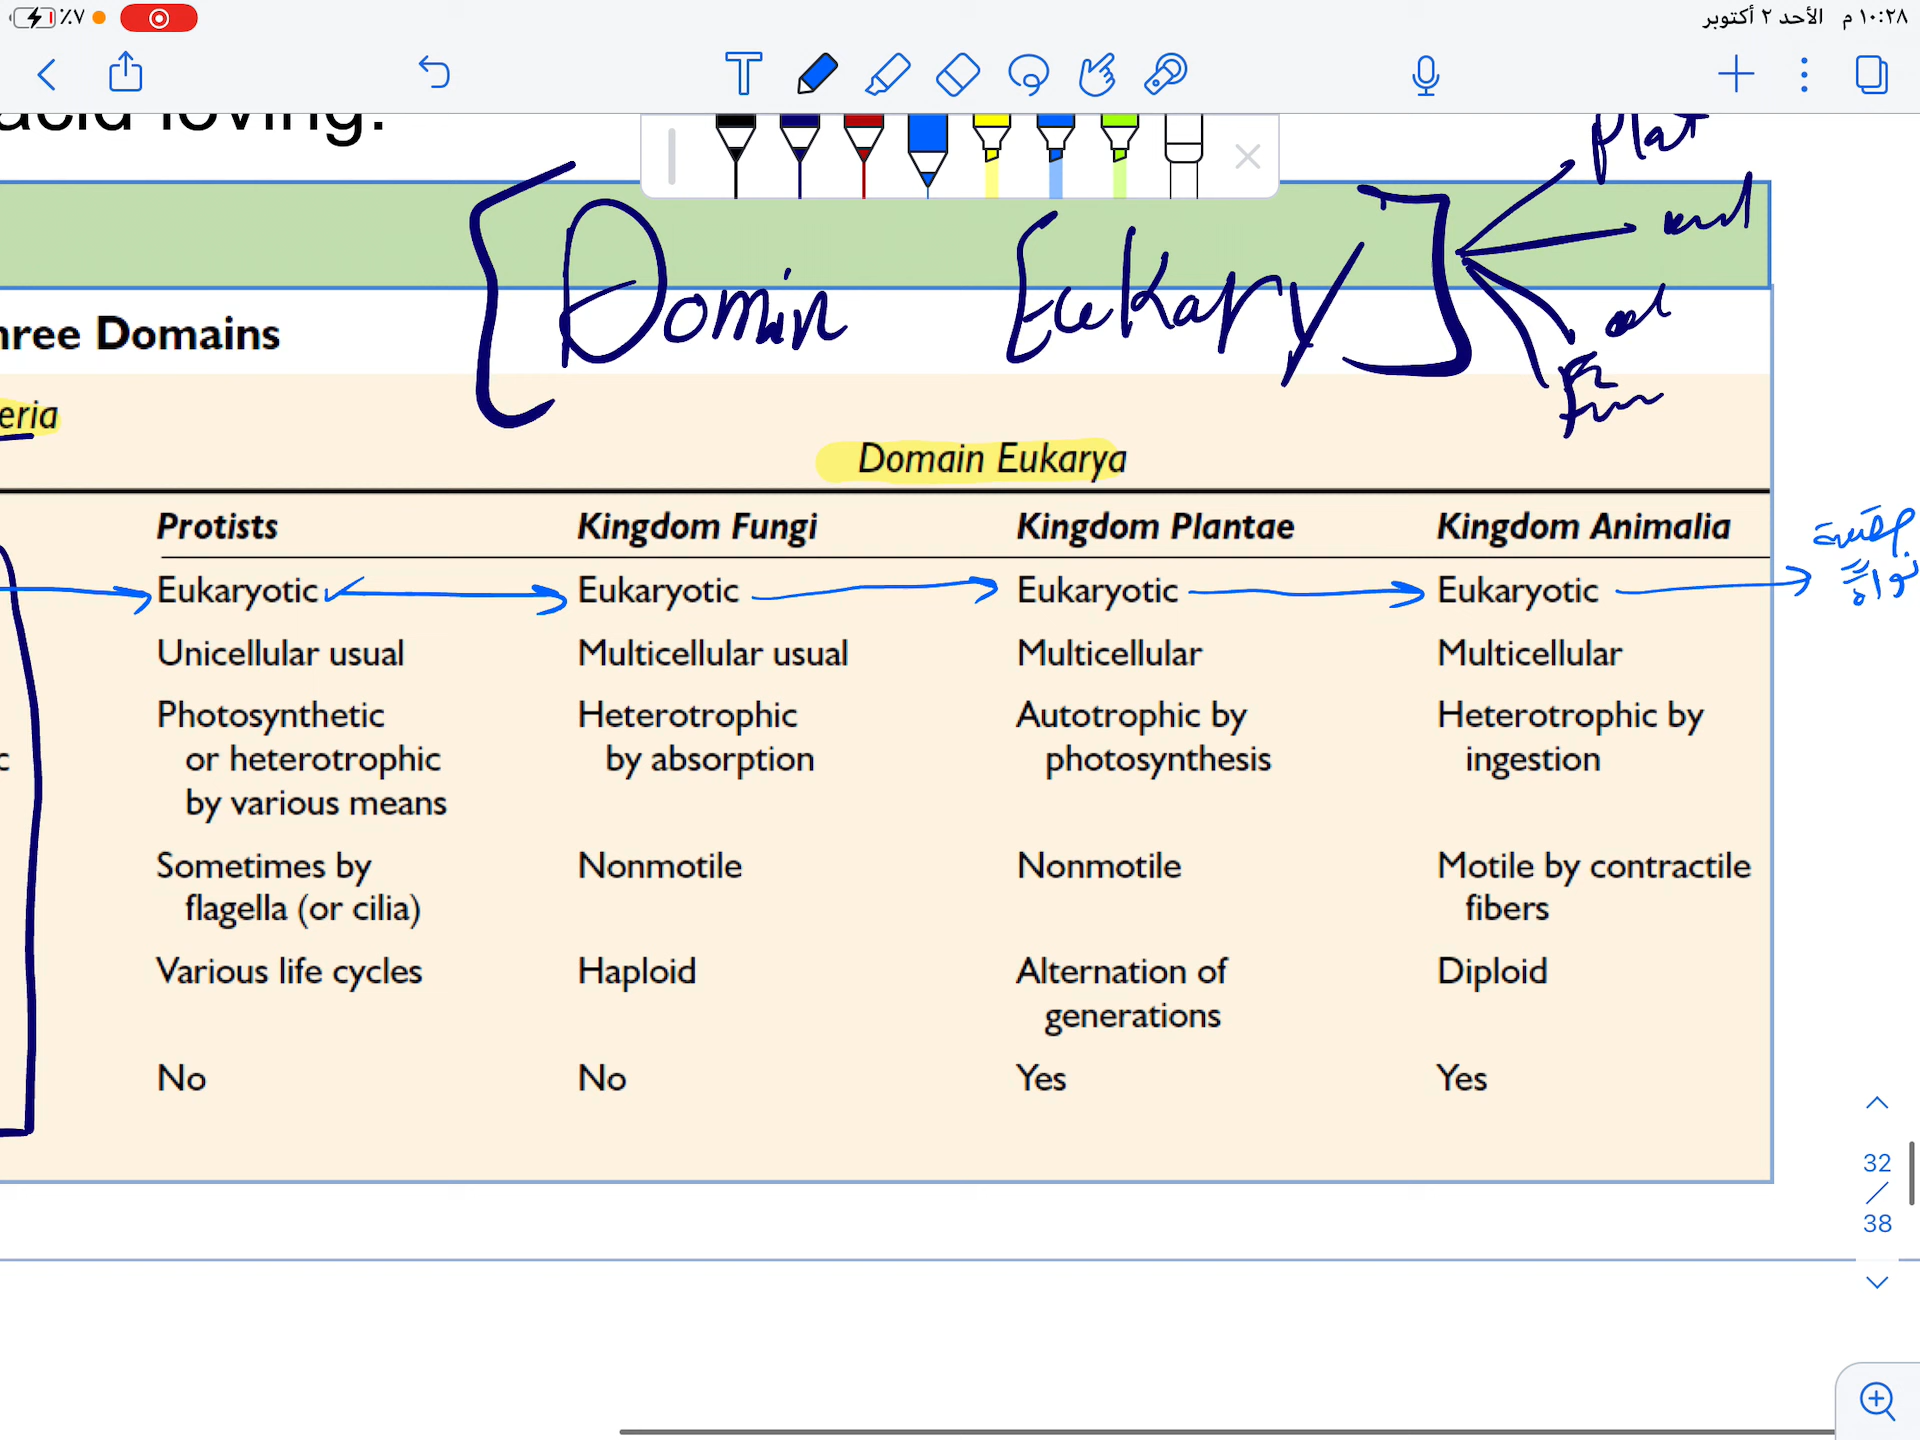 ٪٧
١٠:٢٨ م الأحد ٢ أكتوبر
acid loving.
Domin Eukary
plat
Fun
hree Domains
eria
Domain Eukarya
Protists Kingdom Fungi Kingdom Plantae Kingdom Animalia
Eukaryotic Eukaryotic Eukaryotic Eukaryotic
نواة
Unicellular usual Multicellular usual Multicellular Multicellular
Photosynthetic Heterotrophic Autotrophic by Heterotrophic by
c or heterotrophic by absorption photosynthesis ingestion
by various means
Sometimes by Nonmotile Nonmotile Motile by contractile
flagella (or cilia) fibers
Various life cycles Haploid Alternation of Diploid
generations
No No Yes Yes
32
/
38